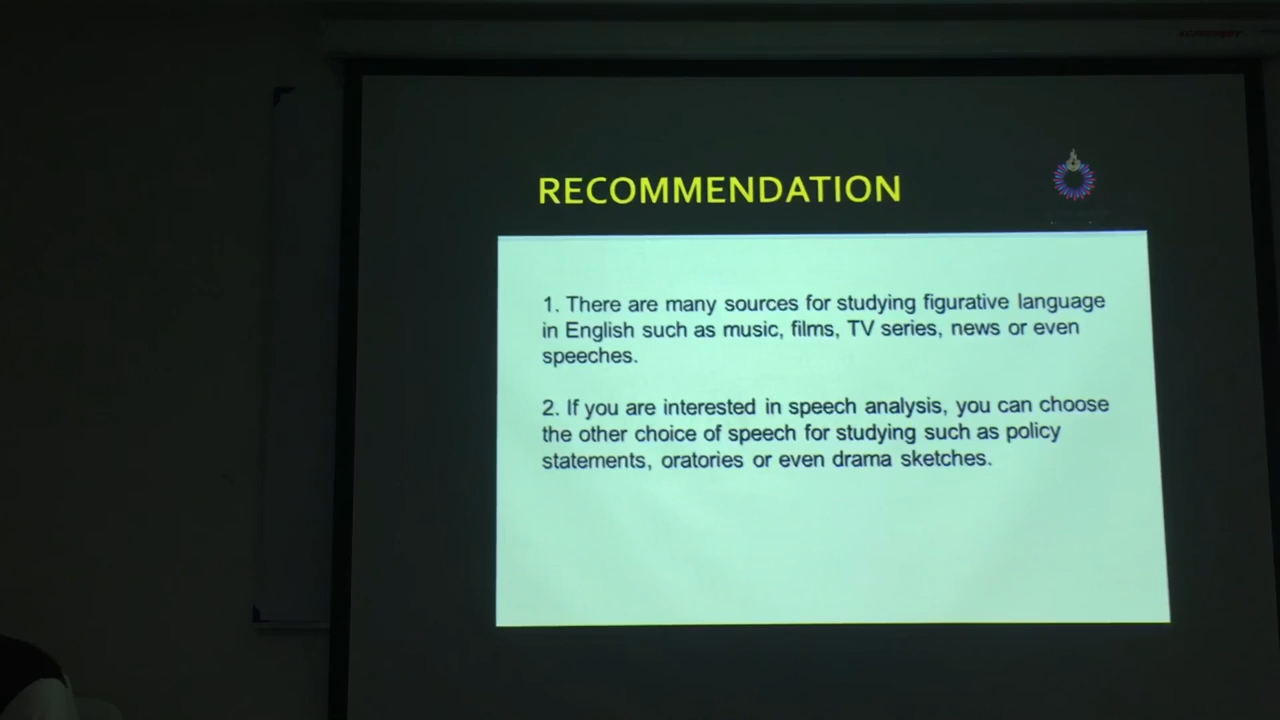 RECOMMENDATION
1. There are many sources for studying figurative language
in English such as music, films, TV series, news or even
speeches.
2. If you are interested in speech analysis, you can choose
the other choice of speech for studying such as policy
statements, oratories or even drama sketches.